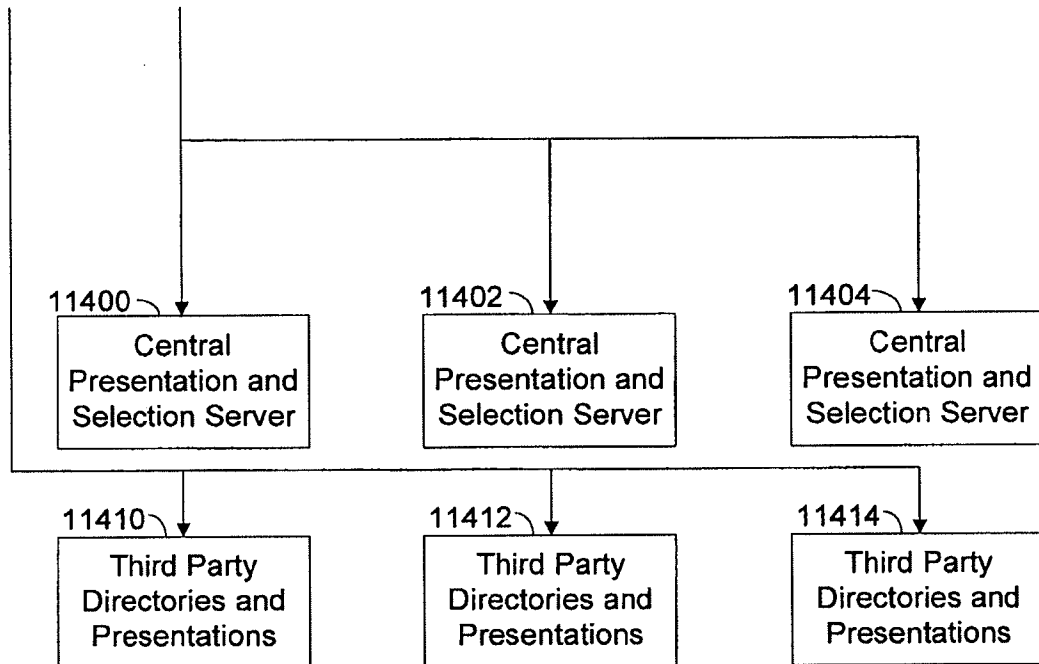 11400
11402
11404
Central
Presentation and
Selection Server
Central
Presentation and
Selection Server
Central
Presentation and
Selection Server
11410
11412
11414
Third Party
Directories and
Presentations
Third Party
Directories and
Presentations
Third Party
Directories and
Presentations